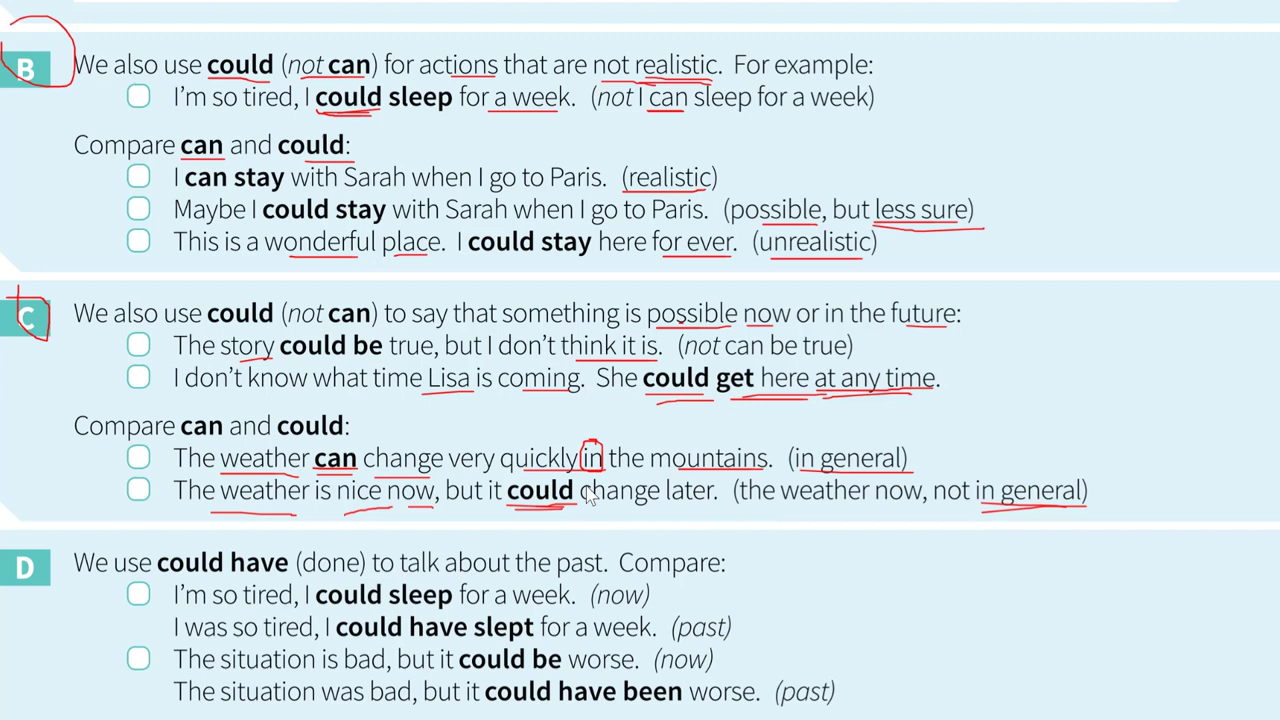 B We also use could (not can) for actions that are not realistic. For example:
I'm so tired, I could sleep for a week. (not I can sleep for a week)
Compare can and could:
I can stay with Sarah when I go to Paris. (realistic)
Maybe I could stay with Sarah when I go to Paris. (possible, but less sure)
This is a wonderful place. I could stay here for ever. (unrealistic)
C We also use could (not can) to say that something is possible now or in the future:
The story could be true, but I don't think it is. (not can be true)
I don't know what time Lisa is coming. She could get here at any time.
Compare can and could:
The weather can change very quickly in the mountains. (in general)
The weather is nice now, but it could change later. (the weather now, not in general)
D We use could have (done) to talk about the past. Compare:
I'm so tired, I could sleep for a week. (now)
I was so tired, I could have slept for a week. (past)
The situation is bad, but it could be worse. (now)
The situation was bad, but it could have been worse. (past)